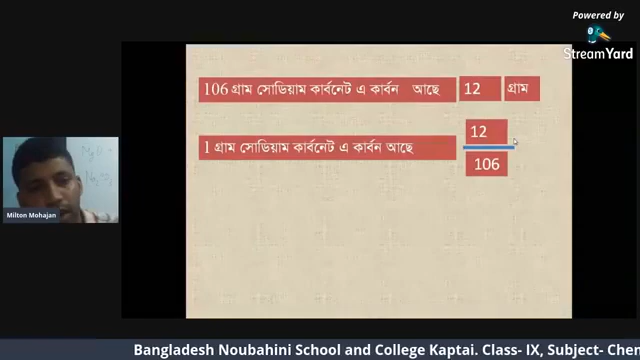 Powered by
StreamYard
106 গ্রাম সোডিয়াম কার্বনেট এ কার্বন আছে 12 গ্রাম
1 গ্রাম সোডিয়াম কার্বনেট এ কার্বন আছে
12
106
Milton Mohajan
Bangladesh Noubahini School and College Kaptai. Class- IX, Subject- Chem